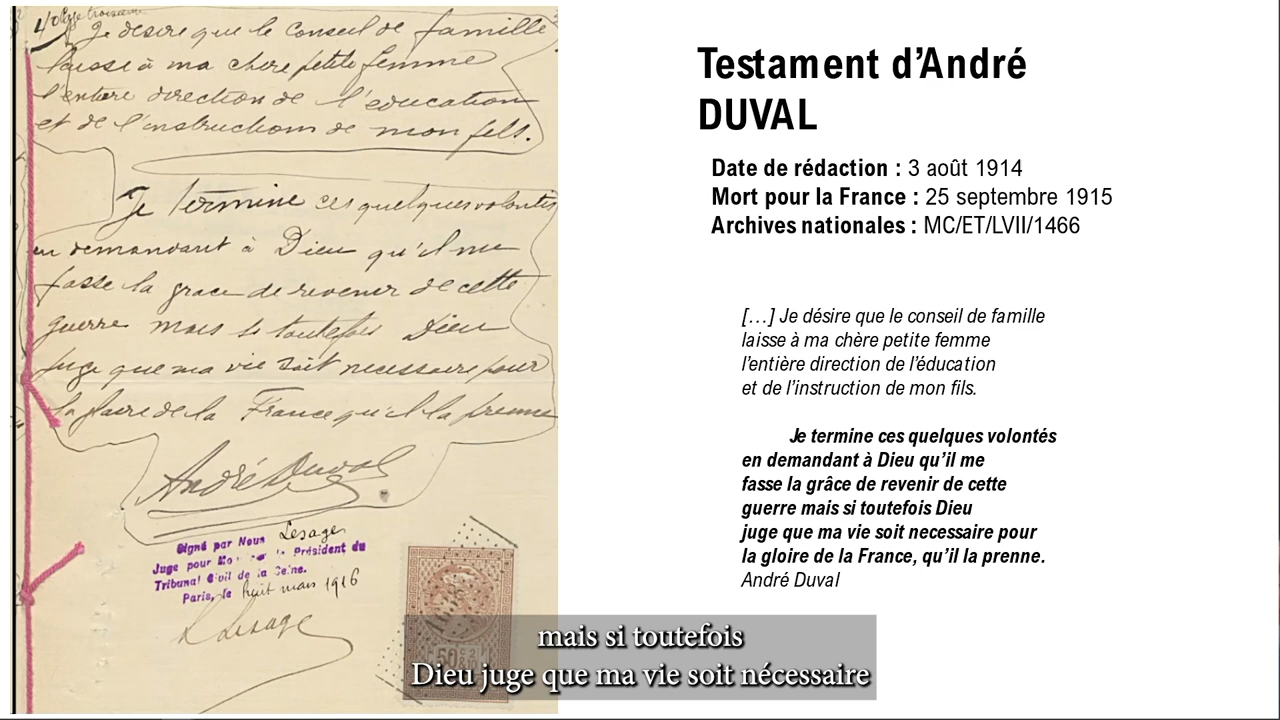 4/ Page troisième
Je desire que le conseil de famille
laisse à ma chere petite femme
l'entiere direction de l'education
et de l'instruction de mon fils.
Je termine ces quelques volontés
en demandant à Dieu qu'il me
fasse la grace de revenir de cette
guerre mais si toutefois Dieu
juge que ma vie soit necessaire pour
la gloire de la France qu'il la prenne
André Duval
Signé par Nous Lesage
Juge pour Mo le Président du
Tribunal Civil de la Seine.
Paris, le huit mars 1916
Lesage
50
Testament d’André
DUVAL
Date de rédaction : 3 août 1914
Mort pour la France : 25 septembre 1915
Archives nationales : MC/ET/LVII/1466
[…] Je désire que le conseil de famille
laisse à ma chère petite femme
l’entière direction de l’éducation
et de l’instruction de mon fils.
Je termine ces quelques volontés
en demandant à Dieu qu’il me
fasse la grâce de revenir de cette
guerre mais si toutefois Dieu
juge que ma vie soit necessaire pour
la gloire de la France, qu’il la prenne.
André Duval
mais si toutefois
Dieu juge que ma vie soit nécessaire